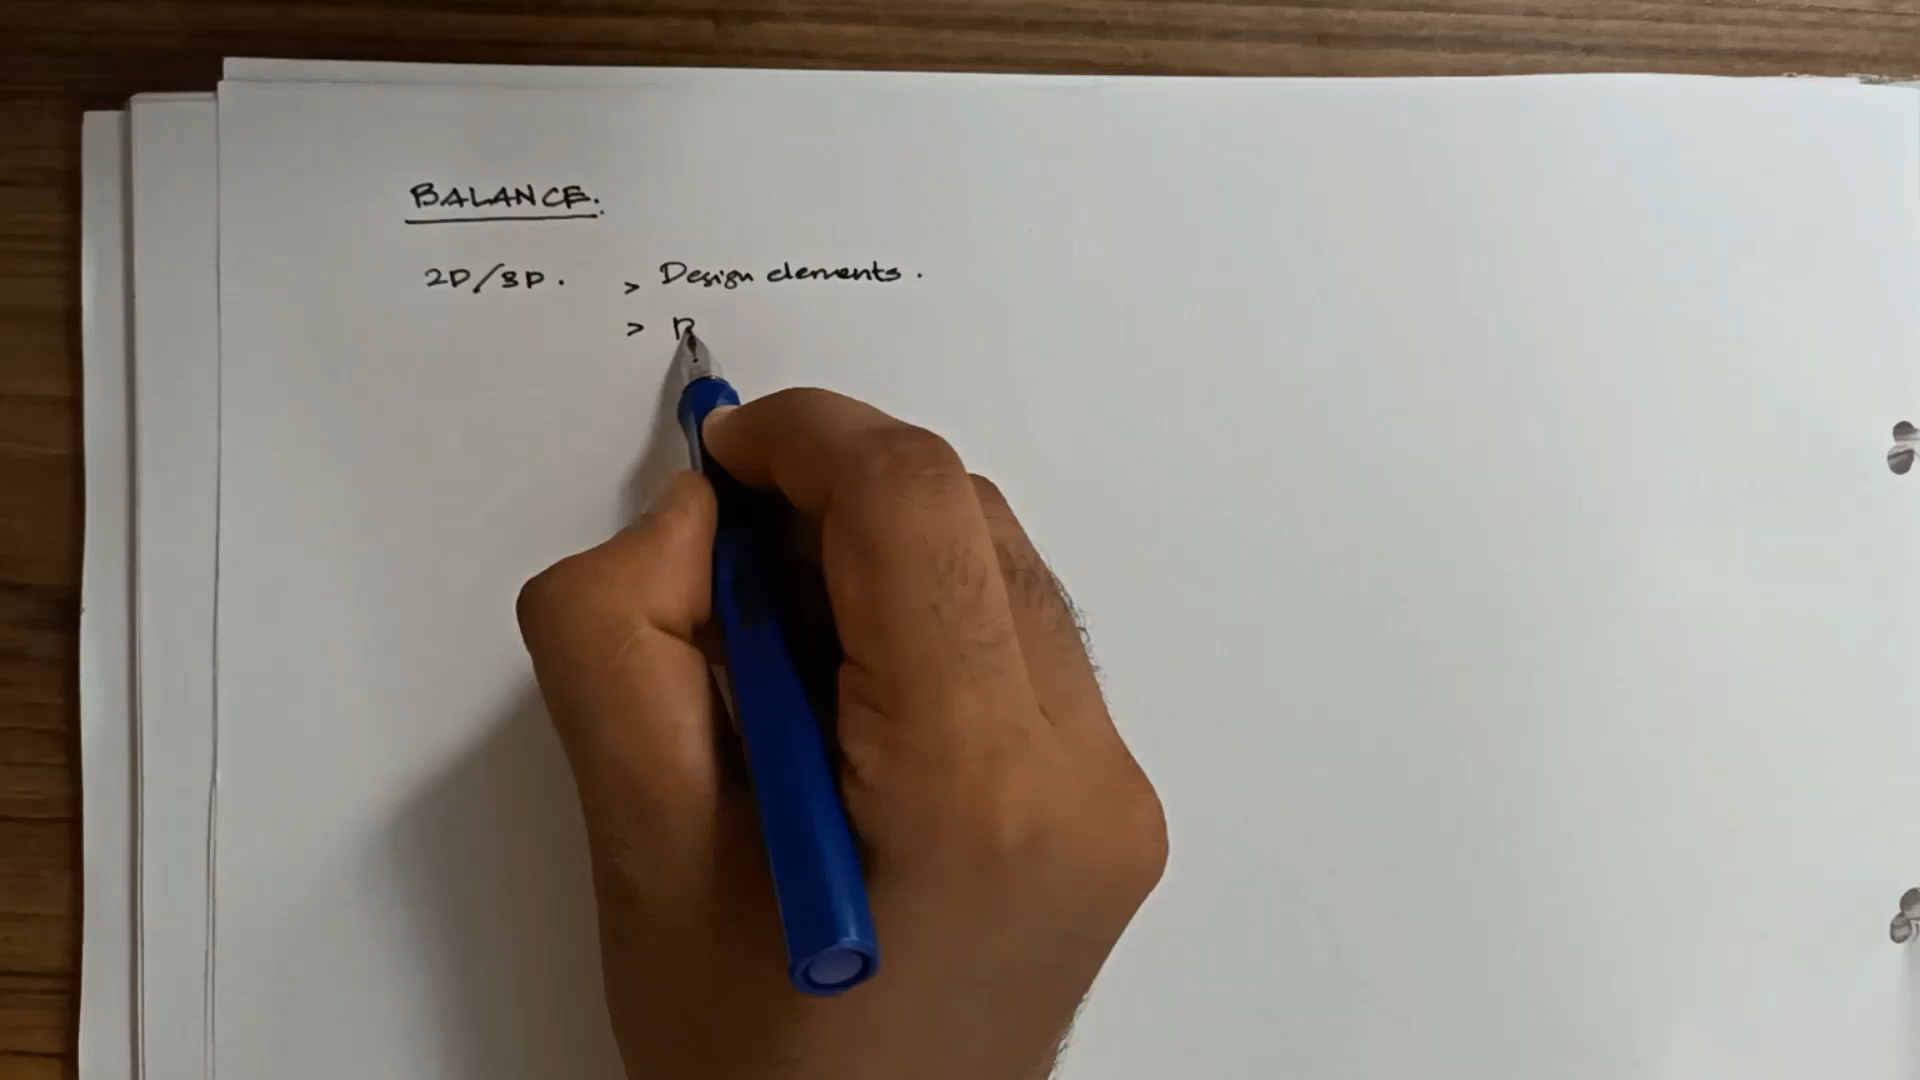 BALANCE.
2D/3D. > Design elements.
>